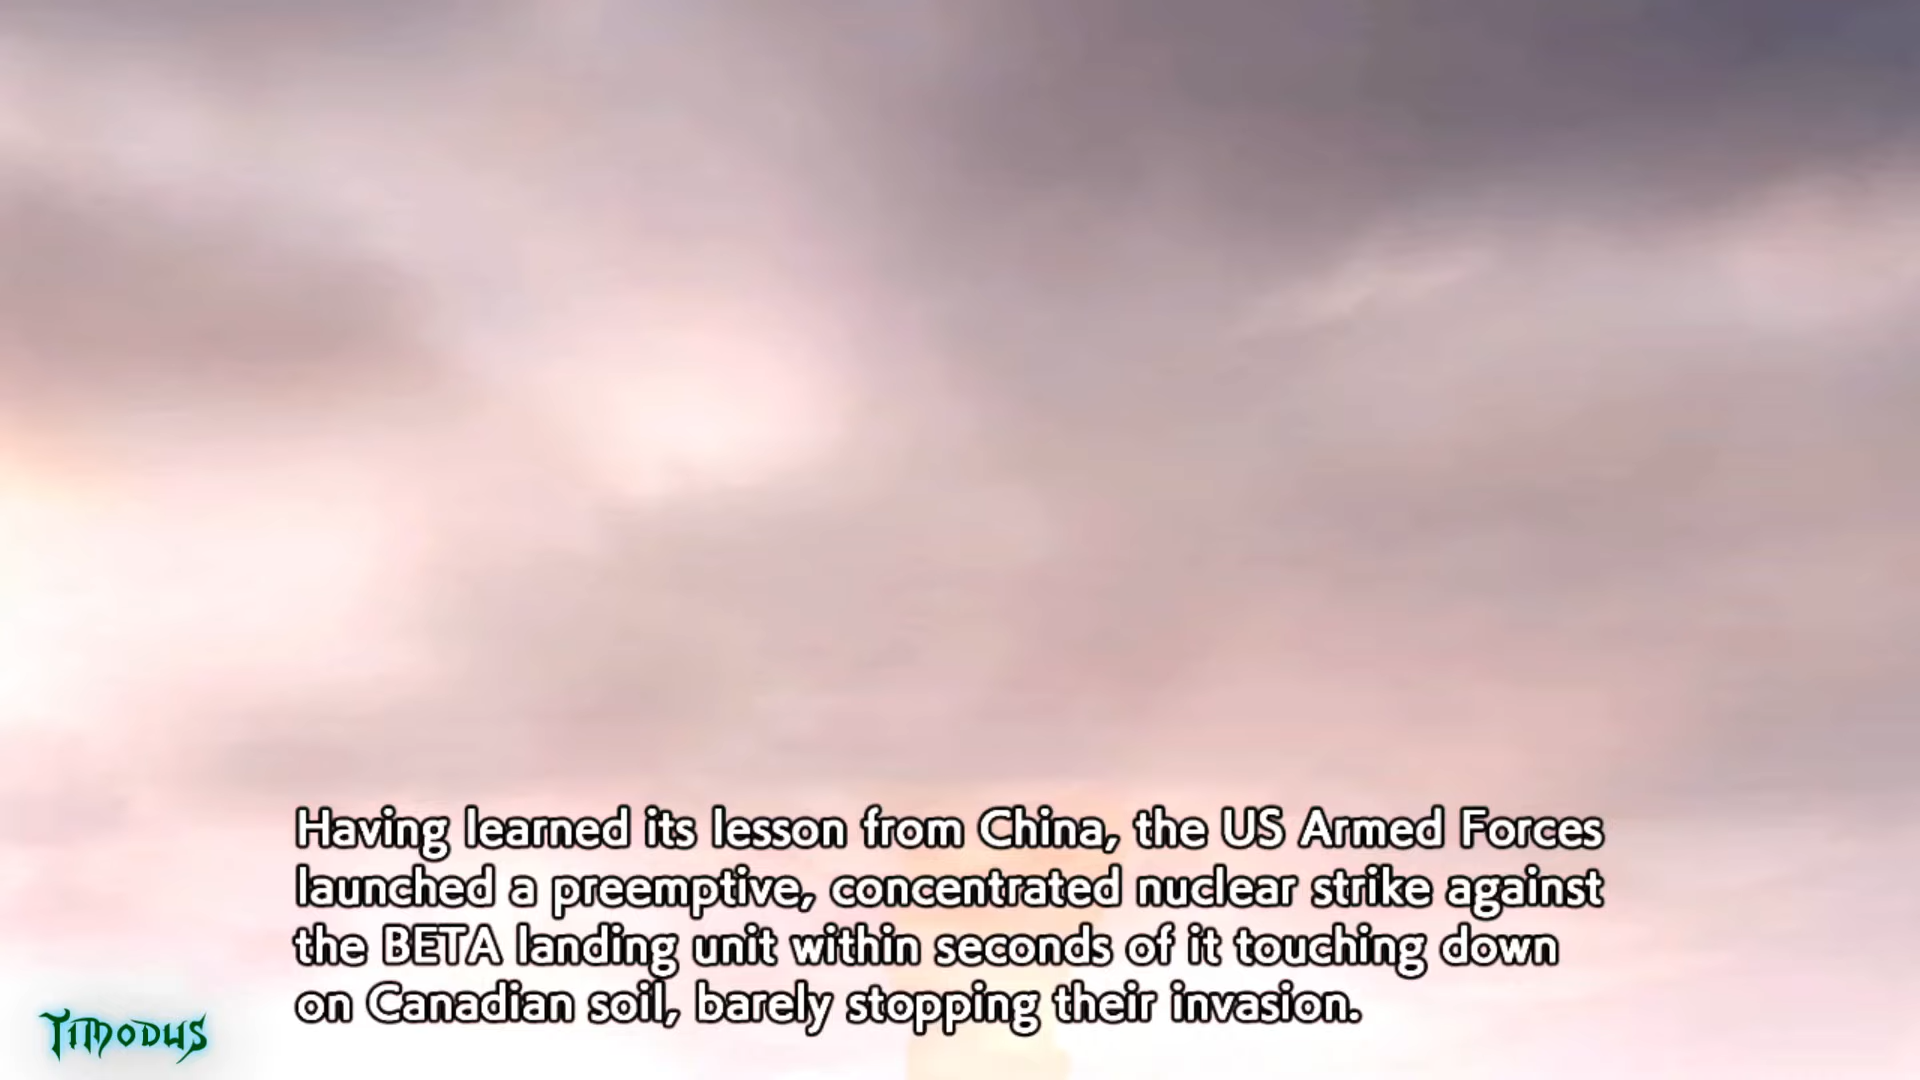 Having learned its lesson from China, the US Armed Forces
launched a preemptive, concentrated nuclear strike against
the BETA landing unit within seconds of it touching down
on Canadian soil, barely stopping their invasion.
TIMODUS